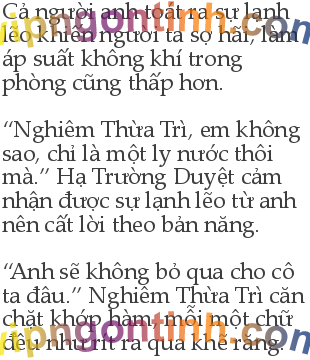 Cả người anh toát ra sự lạnh
lẽo khiến người ta sợ hãi, làm
áp suất không khí trong
phòng cũng thấp hơn.
“Nghiêm Thừa Trì, em không
sao, chỉ là một ly nước thôi
mà.” Hạ Trường Duyệt cảm
nhận được sự lạnh lẽo từ anh
nên cất lời theo bản năng.
“Anh sẽ không bỏ qua cho cô
ta đâu.” Nghiêm Thừa Trì căn
chặt khớp hàm, mỗi một chữ
đều như rít ra qua khẽ răng.
vipngontinh.com
vipngontinh.com